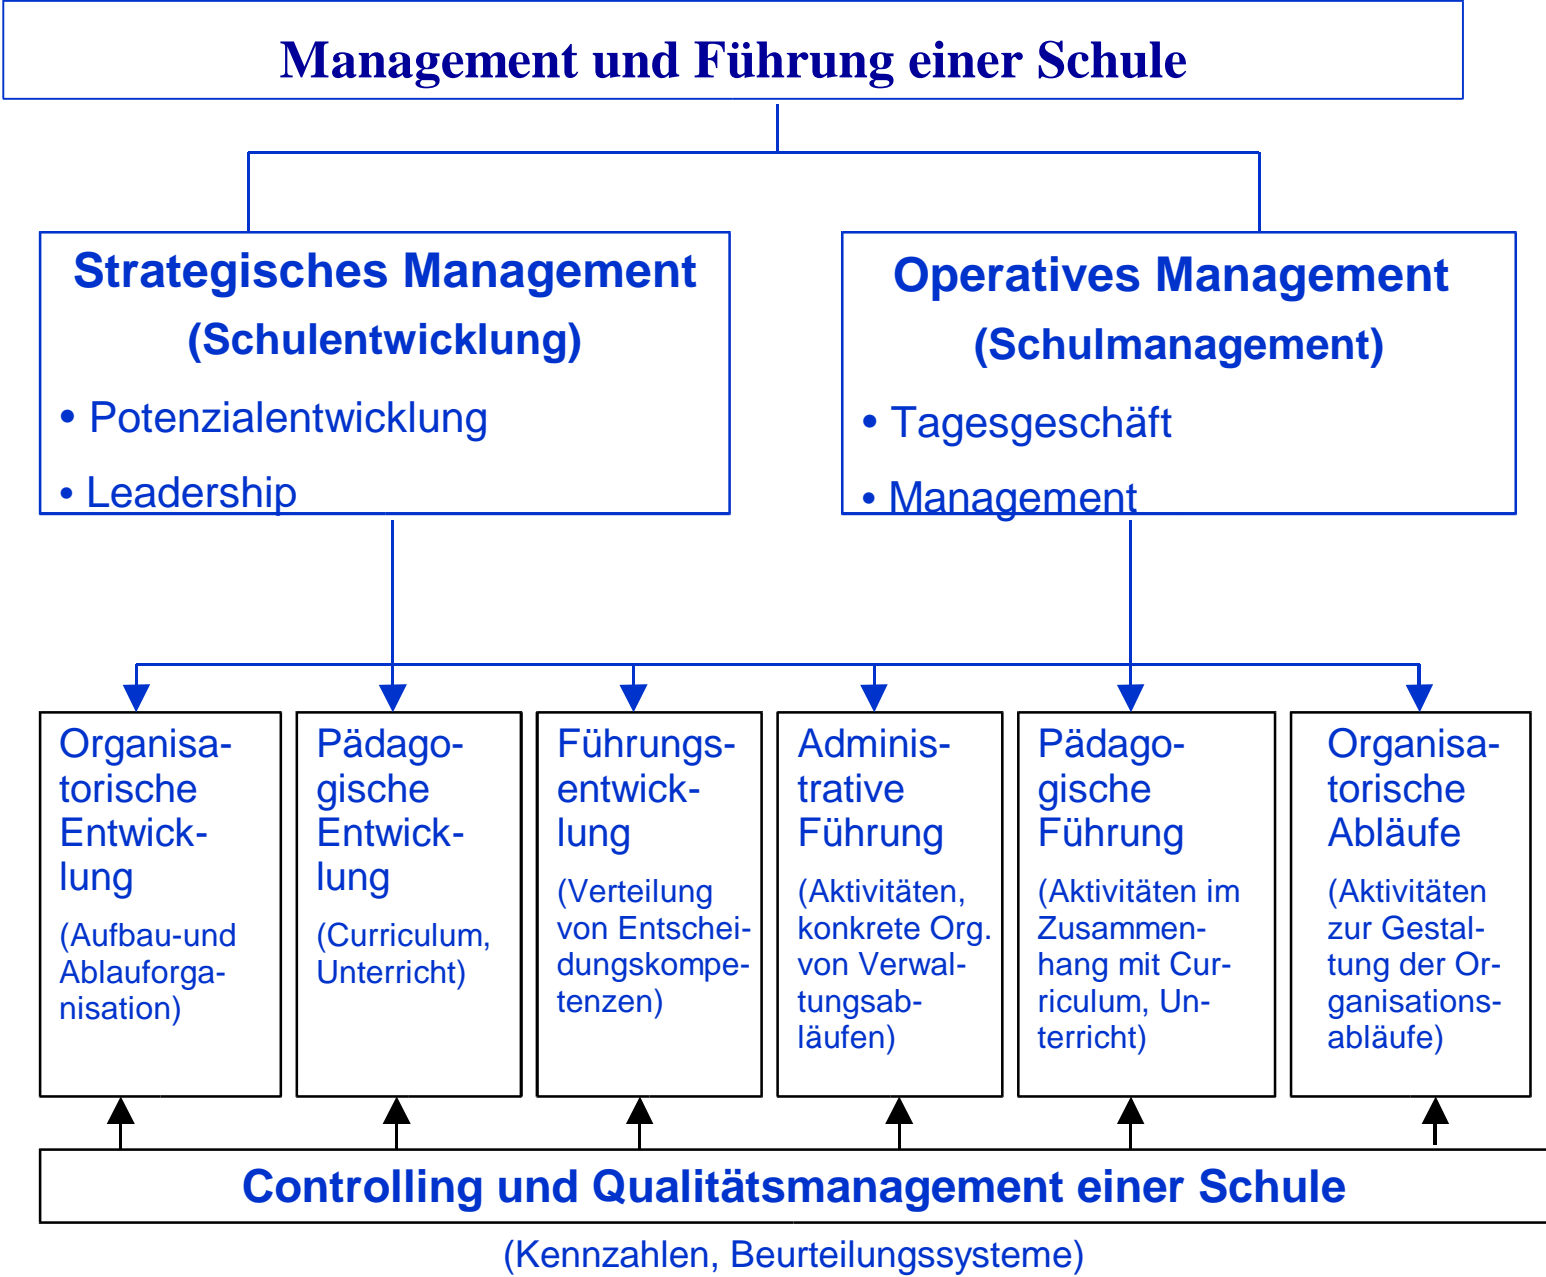 Management und Führung einer Schule
Strategisches Management
(Schulentwicklung)
• Potenzialentwicklung
• Leadership
Operatives Management
(Schulmanagement)
• Tagesgeschäft
• Management
Organisa-
torische
Entwick-
lung
(Aufbau-und
Ablauforga-
nisation)
Pädago-
gische
Entwick-
lung
(Curriculum,
Unterricht)
Führungs-
entwick-
lung
(Verteilung
von Entschei-
dungskompe-
tenzen)
Adminis-
trative
Führung
(Aktivitäten,
konkrete Org.
von Verwal-
tungsab-
läufen)
Pädago-
gische
Führung
(Aktivitäten im
Zusammen-
hang mit Cur-
riculum, Un-
terricht)
Organisa-
torische
Abläufe
(Aktivitäten
zur Gestal-
tung der Or-
ganisations-
abläufe)
Controlling und Qualitätsmanagement einer Schule
(Kennzahlen, Beurteilungssysteme)